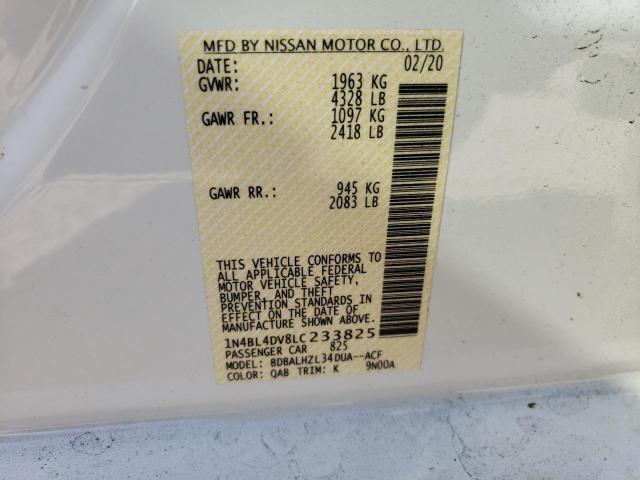 MFD BY NISSAN MOTOR CO., LTD.
DATE: 02/20
GVWR: 1963 KG
4328 LB
GAWR FR.: 1097 KG
2418 LB
GAWR RR.: 945 KG
2083 LB
THIS VEHICLE CONFORMS TO
ALL APPLICABLE FEDERAL
MOTOR VEHICLE SAFETY,
BUMPER, AND THEFT
PREVENTION STANDARDS IN
EFFECT ON THE DATE OF
MANUFACTURE SHOWN ABOVE.
1N4BL4DV8LC233825
PASSENGER CAR 825
MODEL: BDBALHZL34DUA--ACF
COLOR: QAB TRIM: K 9N00A